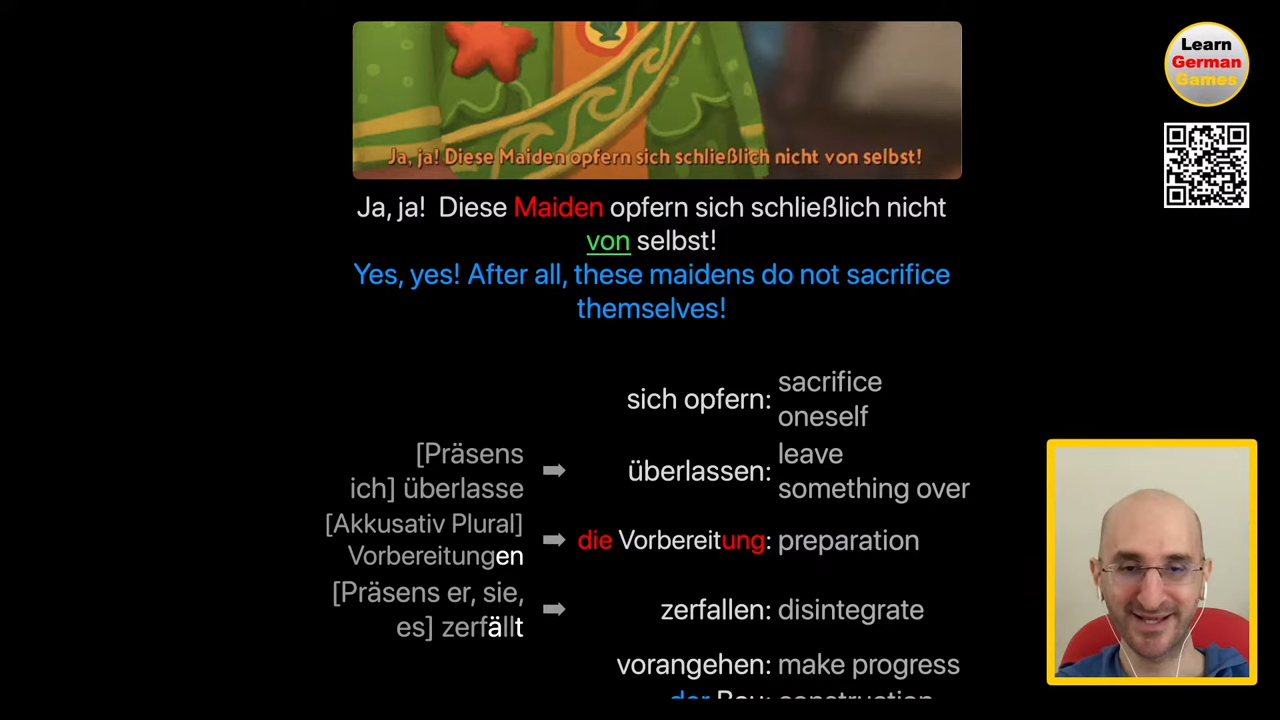 Learn
German
Games
Ja, ja! Diese Maiden opfern sich schließlich nicht von selbst!
Ja, ja!  Diese Maiden opfern sich schließlich nicht
von selbst!
Yes, yes! After all, these maidens do not sacrifice
themselves!
sich opfern: sacrifice
oneself
[Präsens
ich] überlasse ➡ überlassen: leave
something over
[Akkusativ Plural]
Vorbereitungen ➡ die Vorbereitung: preparation
[Präsens er, sie,
es] zerfällt ➡ zerfallen: disintegrate
vorangehen: make progress
der Bau: construction